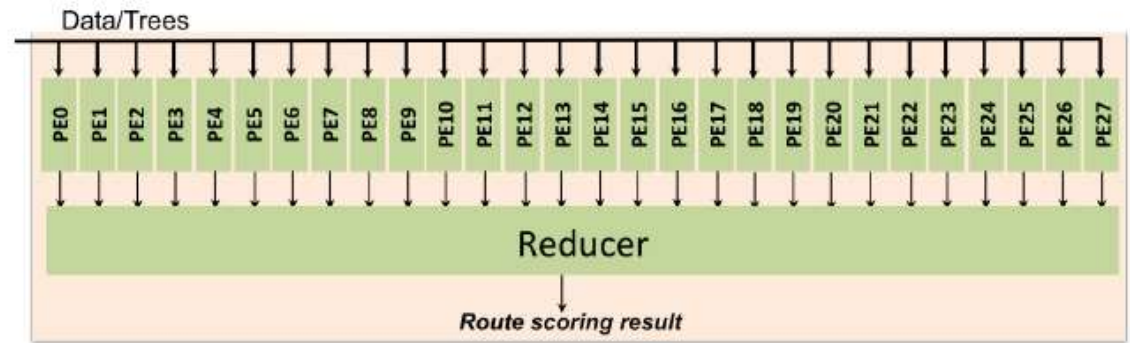 Data/Trees
PE0 PE1 PE2 PE3 PE4 PE5 PE6 PE7 PE8 PE9 PE10 PE11 PE12 PE13 PE14 PE15 PE16 PE17 PE18 PE19 PE20 PE21 PE22 PE23 PE24 PE25 PE26 PE27
Reducer
Route scoring result